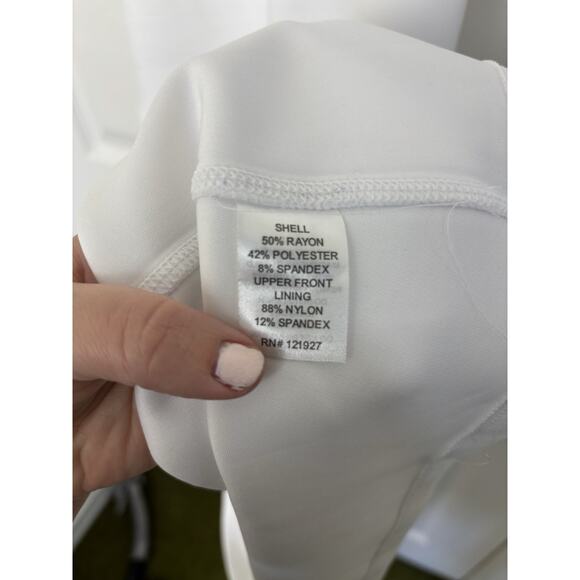 SHELL
50% RAYON
42% POLYESTER
8% SPANDEX
UPPER FRONT
LINING
88% NYLON
12% SPANDEX
RN# 121927